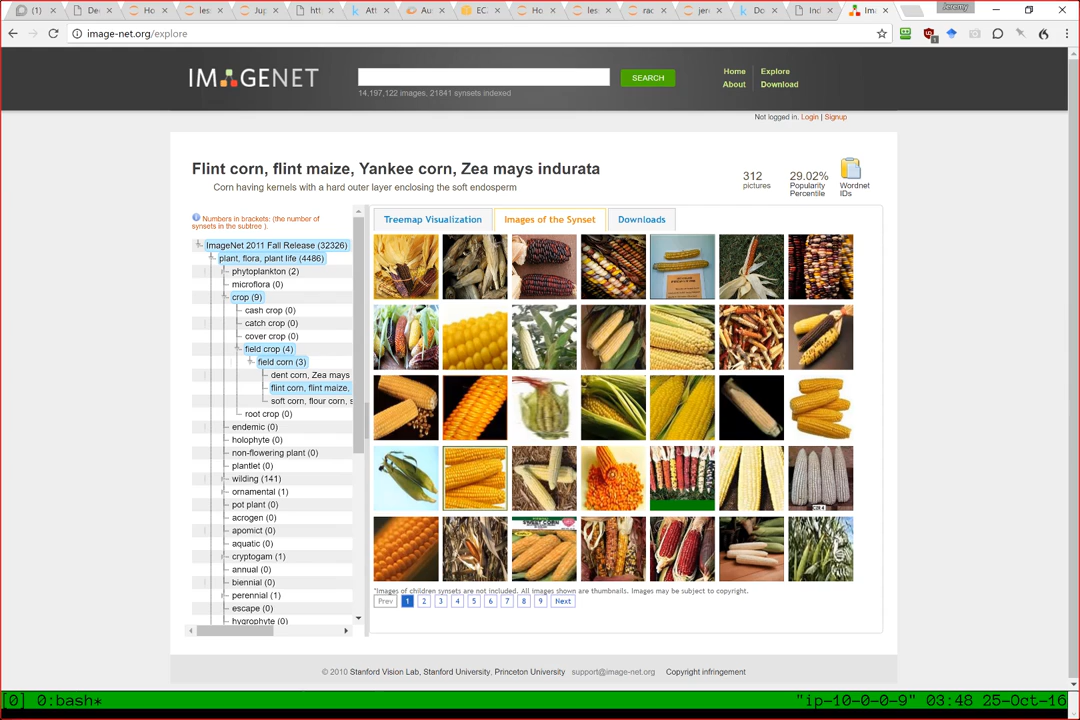 (1)
Jeremy
image-net.org/explore
IMAGENET
SEARCH
14,197,122 images, 21841 synsets indexed
Home Explore
About Download
Not logged in. Login | Signup
Flint corn, flint maize, Yankee corn, Zea mays indurata
Corn having kernels with a hard outer layer enclosing the soft endosperm
312
pictures
29.02%
Popularity
Percentile
Wordnet
IDs
Numbers in brackets: (the number of
synsets in the subtree ).
Treemap Visualization Images of the Synset Downloads
ImageNet 2011 Fall Release (32326)
plant, flora, plant life (4486)
phytoplankton (2)
microflora (0)
crop (9)
cash crop (0)
catch crop (0)
cover crop (0)
field crop (4)
field corn (3)
dent corn, Zea mays
flint corn, flint maize,
soft corn, flour corn, s
root crop (0)
endemic (0)
holophyte (0)
non-flowering plant (0)
plantlet (0)
wilding (141)
ornamental (1)
pot plant (0)
acrogen (0)
apomict (0)
aquatic (0)
cryptogam (1)
annual (0)
biennial (0)
perennial (1)
escape (0)
hygrophyte (0)
SWEET CORN
*Images of children synsets are not included. All images shown are thumbnails. Images may be subject to copyright.
Prev 1 2 3 4 5 6 7 8 9 Next
© 2010 Stanford Vision Lab, Stanford University, Princeton University support@image-net.org Copyright infringement
[0] 0:bash* "ip-10-0-0-9" 03:48 25-Oct-16